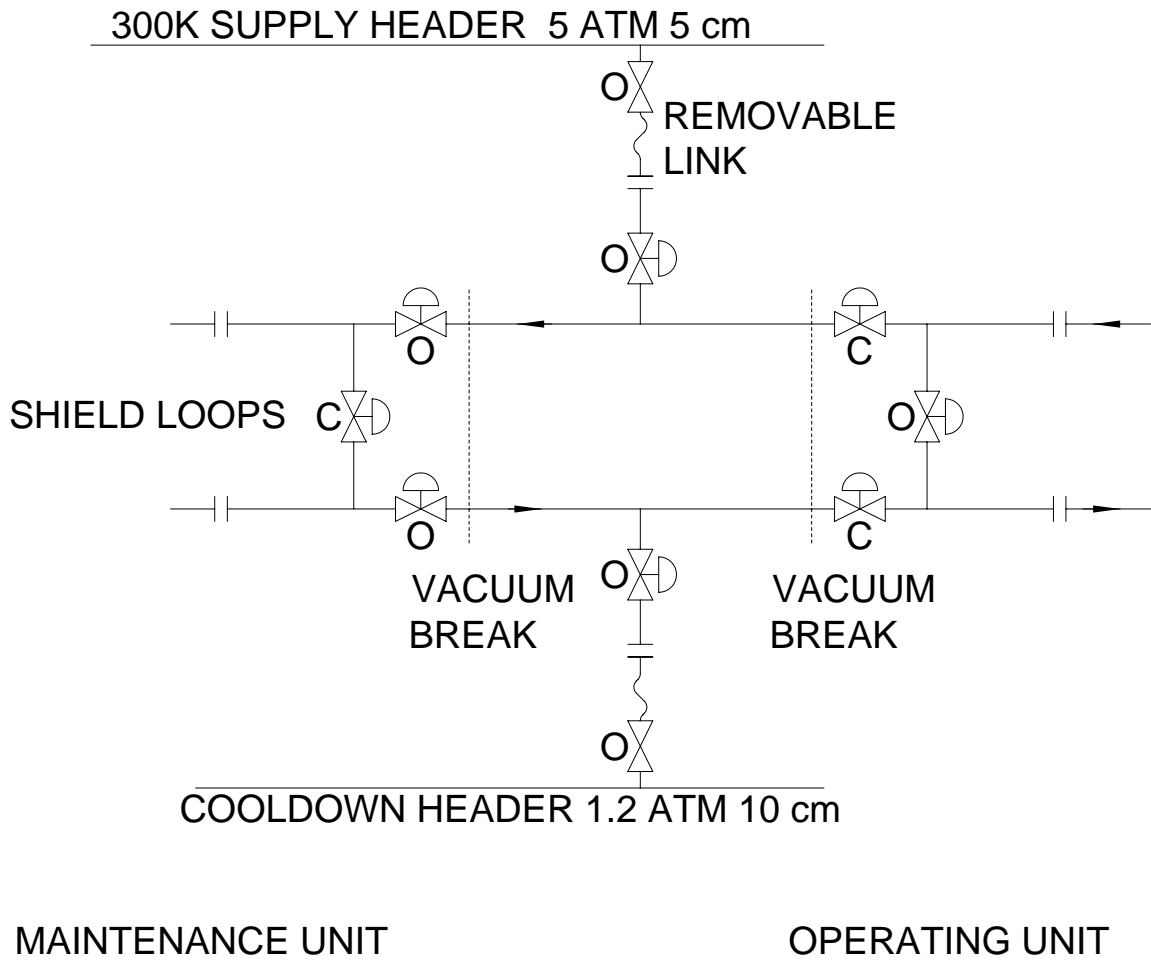 300K SUPPLY HEADER 5 ATM 5 cm
O
REMOVABLE
LINK
O
O
C
SHIELD LOOPS
C
O
O
C
O
VACUUM
BREAK
VACUUM
BREAK
O
COOLDOWN HEADER 1.2 ATM 10 cm
MAINTENANCE UNIT
OPERATING UNIT